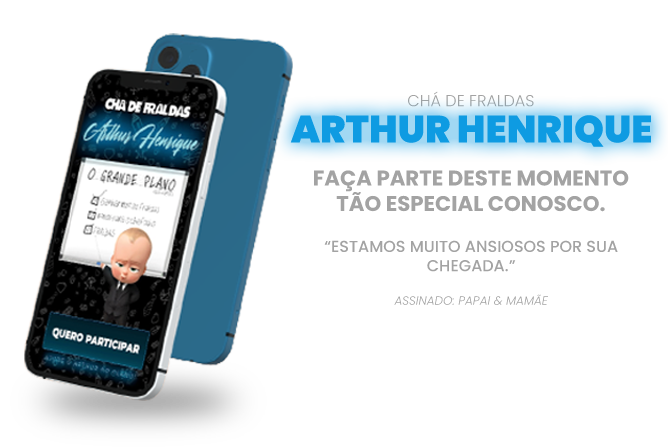 CHÁ DE FRALDAS
Arthur Henrique
O GRANDE PLANO
FRALDAS
QUERO PARTICIPAR
CHÁ DE FRALDAS
ARTHUR HENRIQUE
FAÇA PARTE DESTE MOMENTO
TÃO ESPECIAL CONOSCO.
“ESTAMOS MUITO ANSIOSOS POR SUA
CHEGADA.”
ASSINADO: PAPAI & MAMÃE